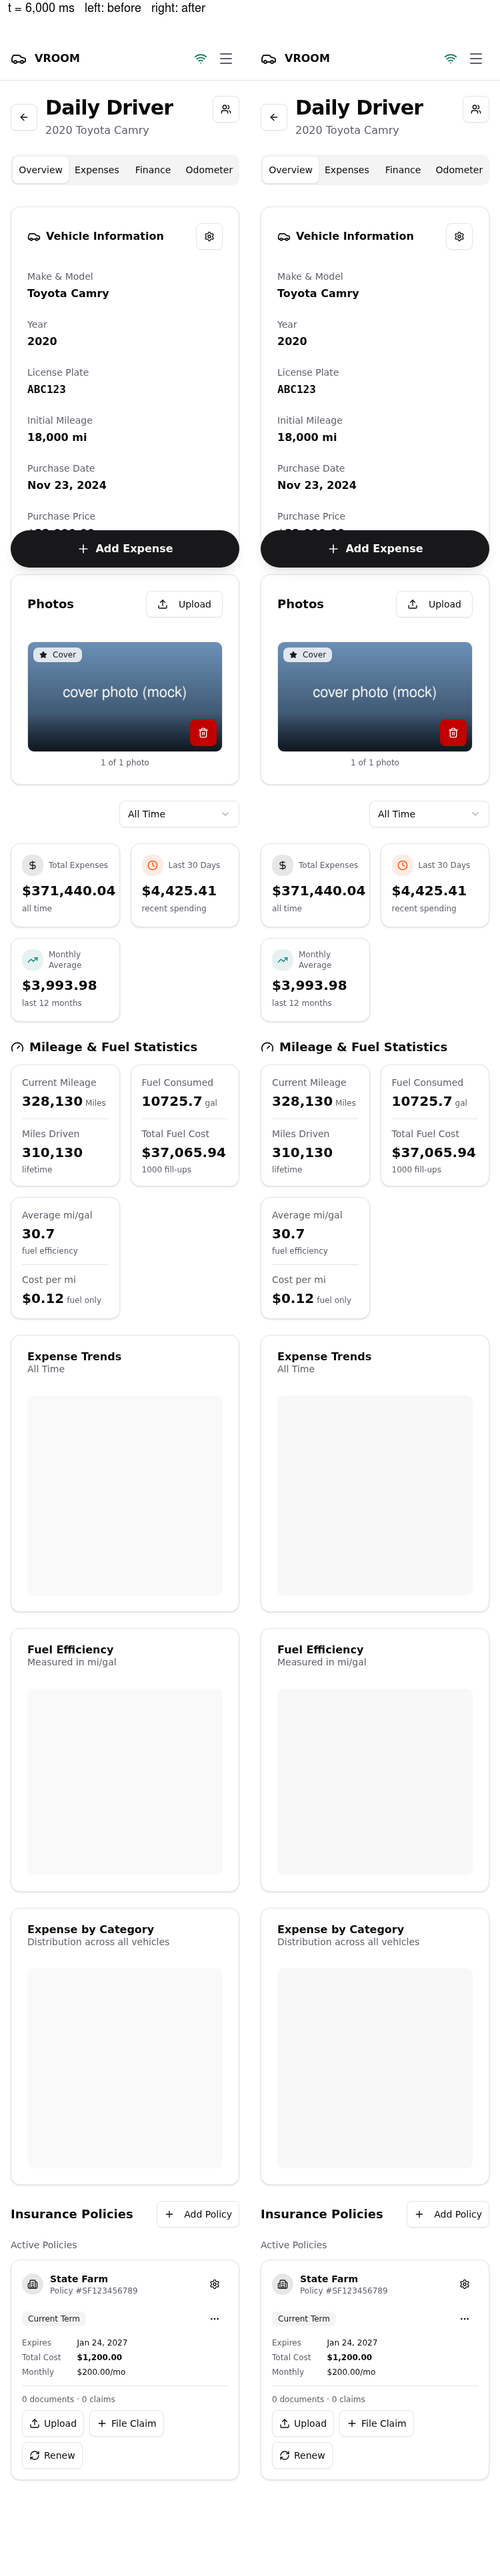 t = 6,000 ms left: before right: after
VROOM
Daily Driver
2020 Toyota Camry
Overview Expenses Finance Odometer
Vehicle Information
Make & Model
Toyota Camry
Year
2020
License Plate
ABC123
Initial Mileage
18,000 mi
Purchase Date
Nov 23, 2024
Purchase Price
Add Expense
Photos
Upload
Cover
cover photo (mock)
1 of 1 photo
All Time
Total Expenses
$371,440.04
all time
Last 30 Days
$4,425.41
recent spending
Monthly
Average
$3,993.98
last 12 months
Mileage & Fuel Statistics
Current Mileage
328,130 Miles
Miles Driven
310,130
lifetime
Fuel Consumed
10725.7 gal
Total Fuel Cost
$37,065.94
1000 fill-ups
Average mi/gal
30.7
fuel efficiency
Cost per mi
$0.12 fuel only
Expense Trends
All Time
Fuel Efficiency
Measured in mi/gal
Expense by Category
Distribution across all vehicles
Insurance Policies
Add Policy
Active Policies
State Farm
Policy #SF123456789
Current Term
Expires Jan 24, 2027
Total Cost $1,200.00
Monthly $200.00/mo
0 documents · 0 claims
Upload
File Claim
Renew
VROOM
Daily Driver
2020 Toyota Camry
Overview Expenses Finance Odometer
Vehicle Information
Make & Model
Toyota Camry
Year
2020
License Plate
ABC123
Initial Mileage
18,000 mi
Purchase Date
Nov 23, 2024
Purchase Price
Add Expense
Photos
Upload
Cover
cover photo (mock)
1 of 1 photo
All Time
Total Expenses
$371,440.04
all time
Last 30 Days
$4,425.41
recent spending
Monthly
Average
$3,993.98
last 12 months
Mileage & Fuel Statistics
Current Mileage
328,130 Miles
Miles Driven
310,130
lifetime
Fuel Consumed
10725.7 gal
Total Fuel Cost
$37,065.94
1000 fill-ups
Average mi/gal
30.7
fuel efficiency
Cost per mi
$0.12 fuel only
Expense Trends
All Time
Fuel Efficiency
Measured in mi/gal
Expense by Category
Distribution across all vehicles
Insurance Policies
Add Policy
Active Policies
State Farm
Policy #SF123456789
Current Term
Expires Jan 24, 2027
Total Cost $1,200.00
Monthly $200.00/mo
0 documents · 0 claims
Upload
File Claim
Renew